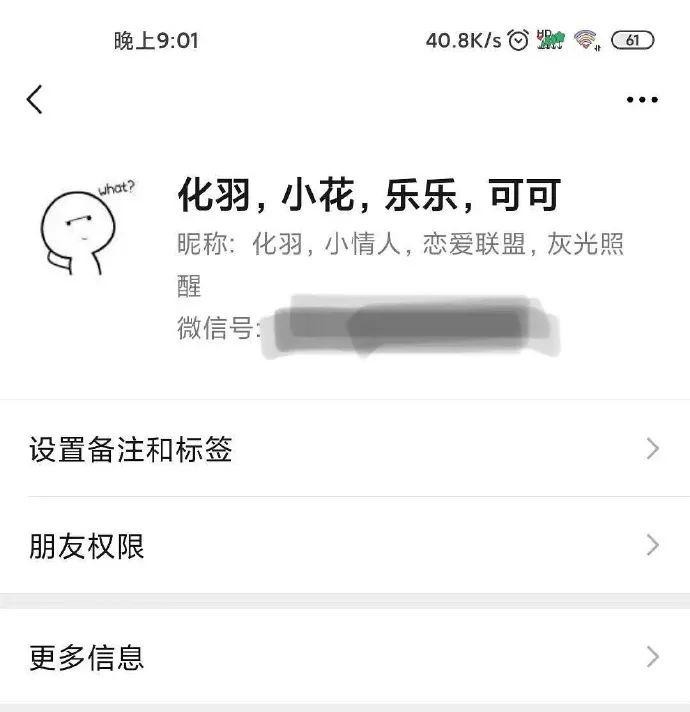 晚上9:01 40.8K/s HD 61
what?
化羽，小花，乐乐，可可
昵称: 化羽，小情人，恋爱联盟，灰光照
醒
微信号:
设置备注和标签
朋友权限
更多信息